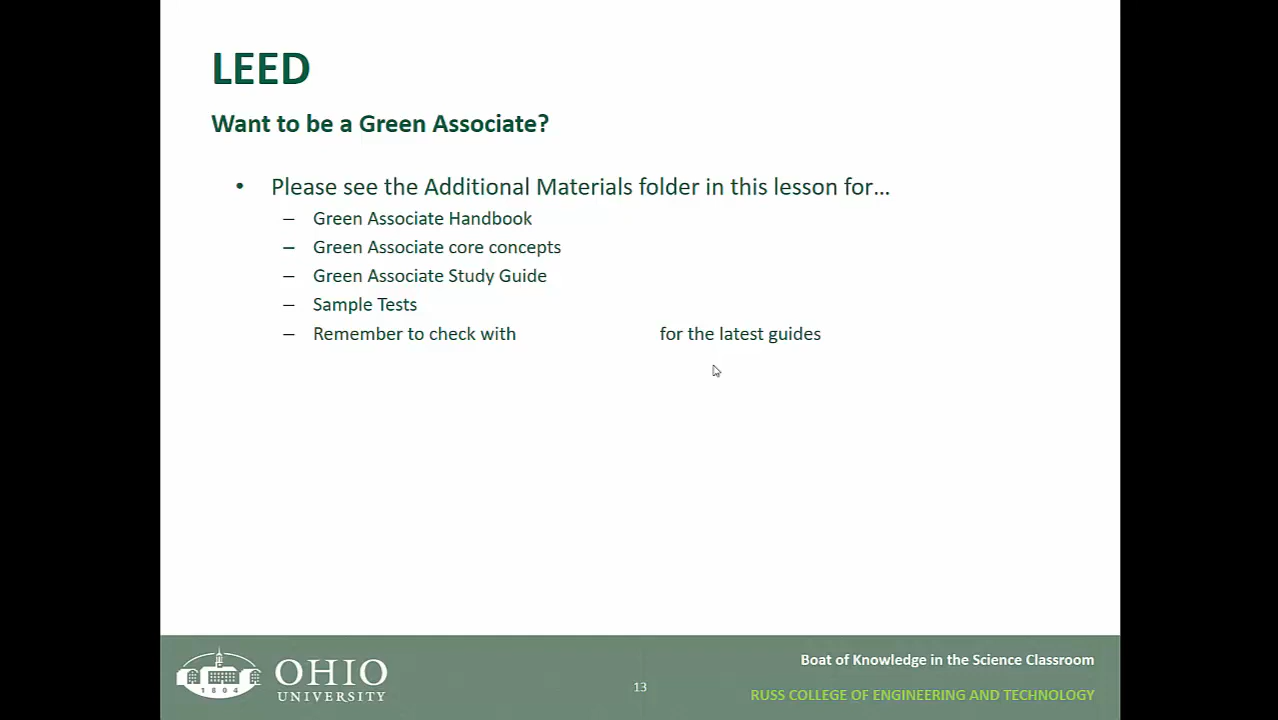 LEED
Want to be a Green Associate?
• Please see the Additional Materials folder in this lesson for...
– Green Associate Handbook
– Green Associate core concepts
– Green Associate Study Guide
– Sample Tests
– Remember to check with for the latest guides
1804
OHIO
UNIVERSITY
13
Boat of Knowledge in the Science Classroom
RUSS COLLEGE OF ENGINEERING AND TECHNOLOGY